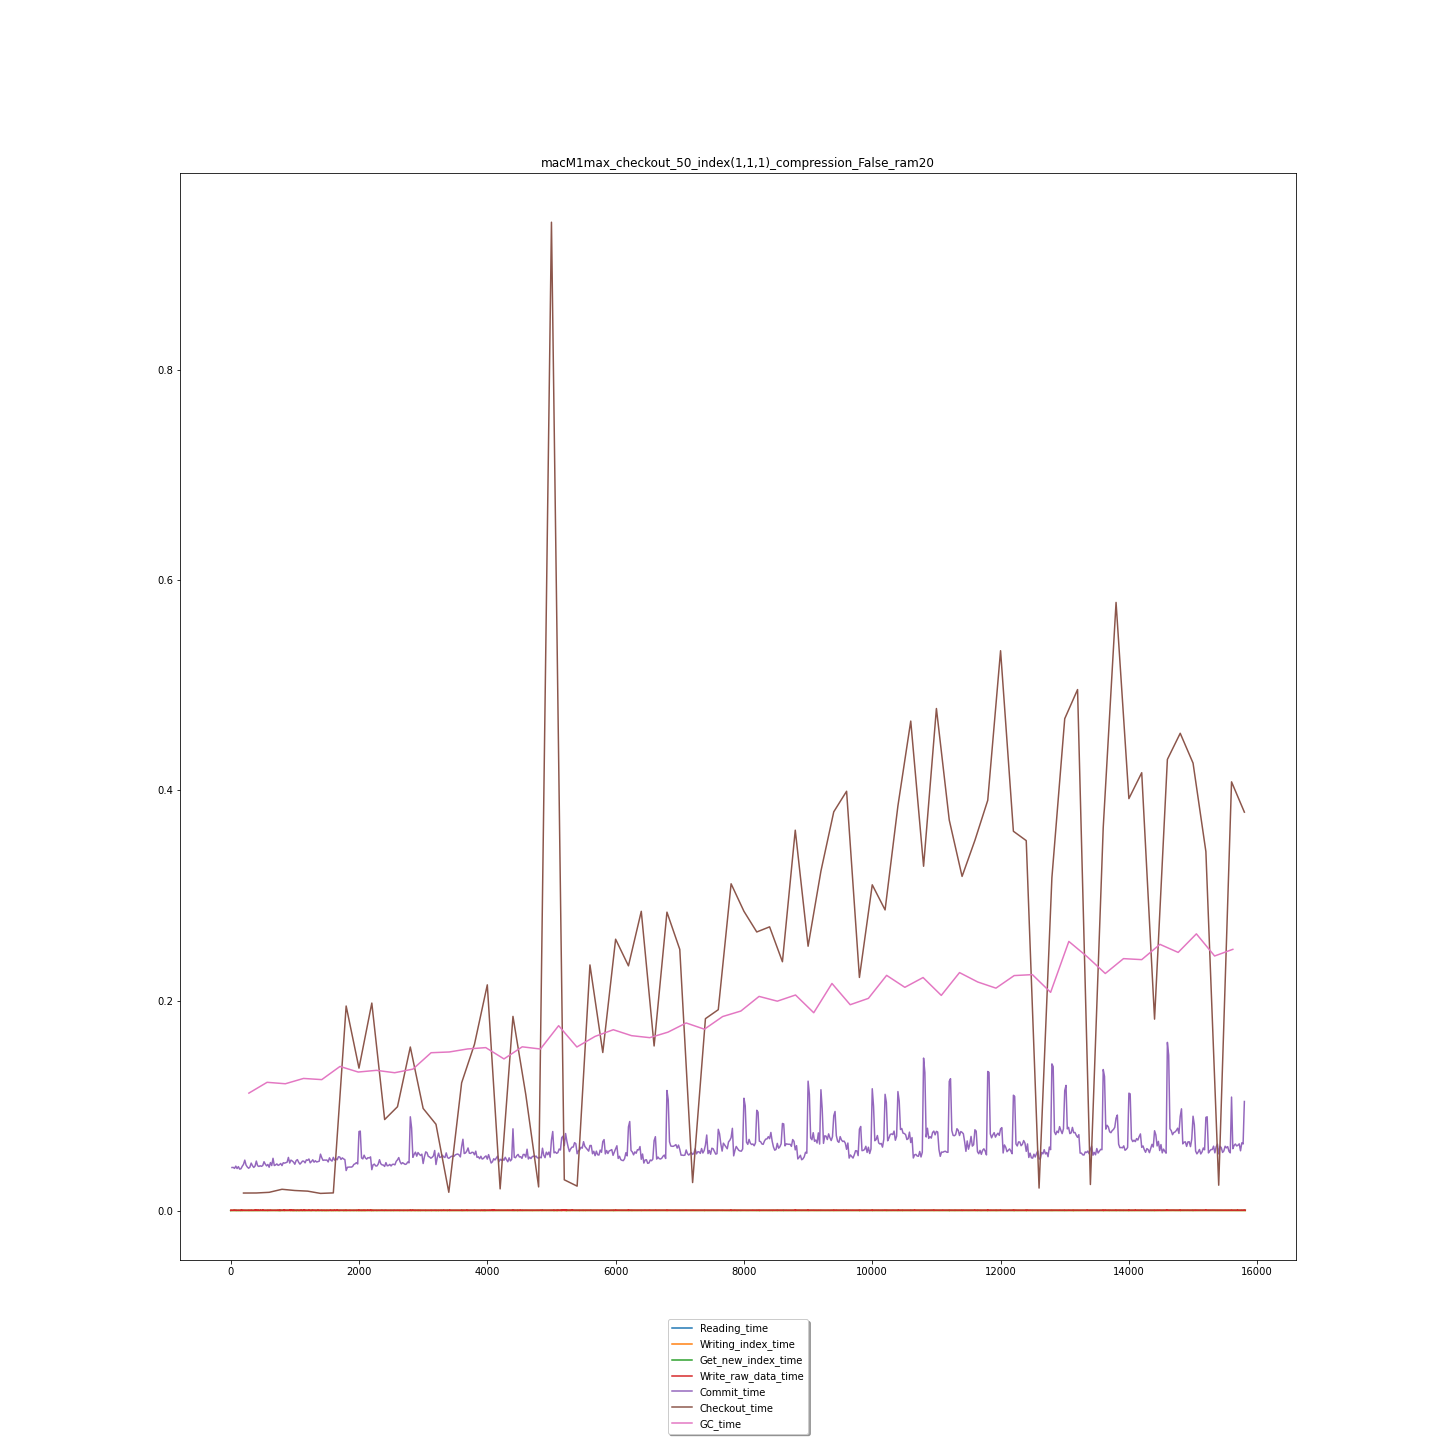 macM1max_checkout_50_index(1,1,1)_compression_False_ram20
0.8
0.6
0.4
0.2
0.0
0 2000 4000 6000 8000 10000 12000 14000 16000
Reading_time
Writing_index_time
Get_new_index_time
Write_raw_data_time
Commit_time
Checkout_time
GC_time